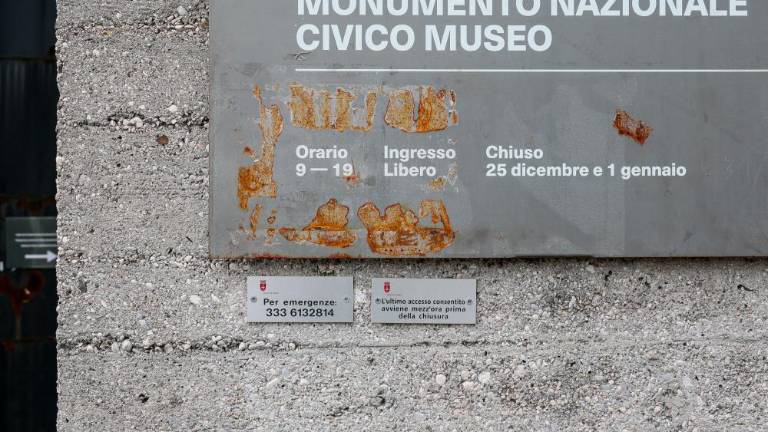 MONUMENTO NAZIONALE
CIVICO MUSEO
Orario
9 — 19
Ingresso
Libero
Chiuso
25 dicembre e 1 gennaio
Per emergenze:
333 6132814
L'ultimo accesso consentito
avviene mezz'ora prima
della chiusura